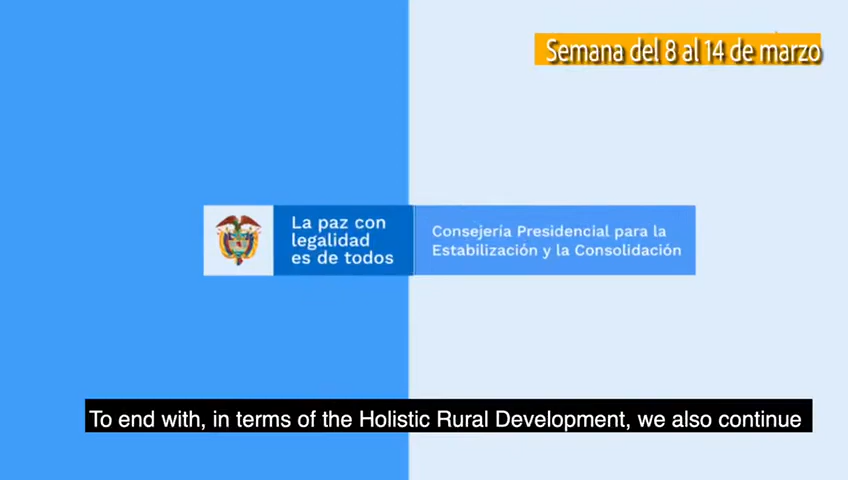 Semana del 8 al 14 de marzo
La paz con
legalidad
es de todos
Consejería Presidencial para la
Estabilización y la Consolidación
To end with, in terms of the Holistic Rural Development, we also continue